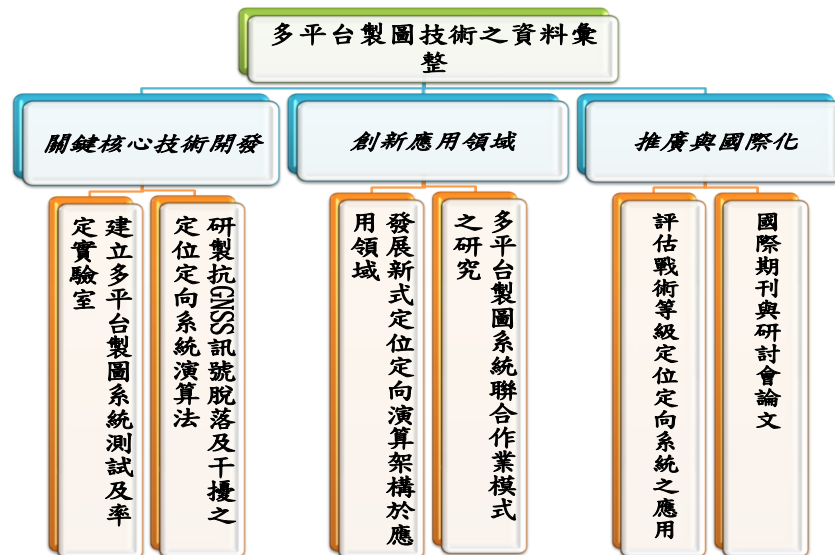 多平台製圖技術之資料彙
整
關鍵核心技術開發
創新應用領域
推廣與國際化
建立多平台製圖系統測試及率
定實驗室
研製抗GNSS訊號脫落及干擾之
定位定向系統演算法
發展新式定位定向演算架構於應
用領域
多平台製圖系統聯合作業模式
之研究
評估戰術等級定位定向系統之應用
國際期刊與研討會論文